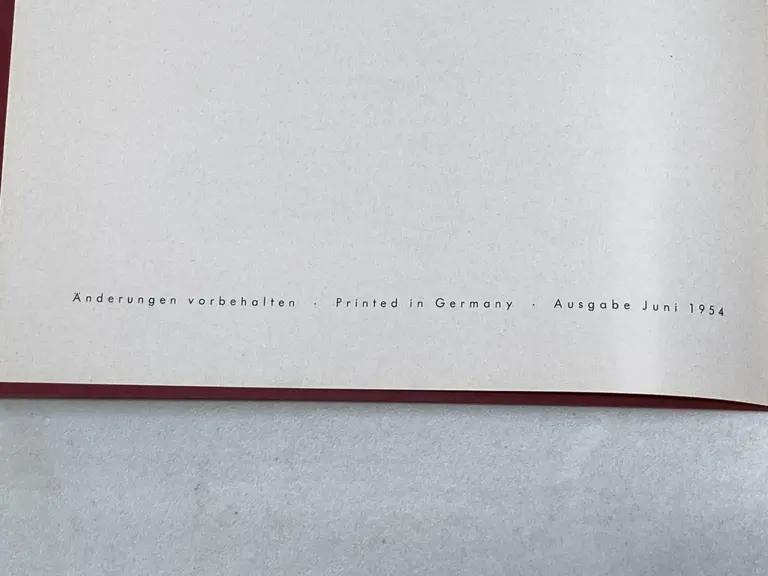 Änderungen vorbehalten · Printed in Germany · Ausgabe Juni 1954